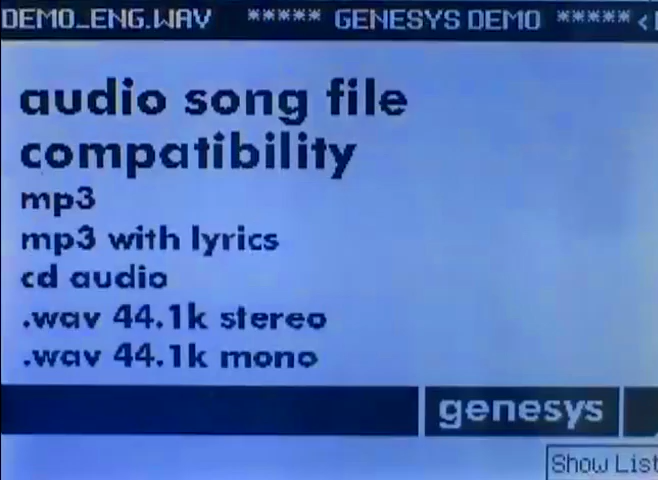 DEMO_ENG.WAV ***** GENESYS DEMO ***** <
audio song file
compatibility
mp3
mp3 with lyrics
cd audio
.wav 44.1k stereo
.wav 44.1k mono
genesys
Show List